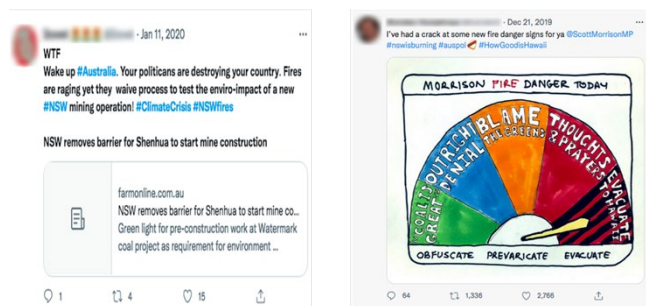 · Jan 11, 2020
WTF
Wake up #Australia. Your politicans are destroying your country. Fires
are raging yet they waive process to test the enviro-impact of a new
#NSW mining operation! #ClimateCrisis #NSWfires
NSW removes barrier for Shenhua to start mine construction
farmonline.com.au
NSW removes barrier for Shenhua to start mine co...
Green light for pre-construction work at Watermark
coal project as requirement for environment ...
1
4
15
· Dec 21, 2019
I've had a crack at some new fire danger signs for ya @ScottMorrisonMP
#nswisburning #auspol #HowGoodisHawaii
MORRISON FIRE DANGER TODAY
COAL'S
GREAT
OUTRIGHT
DENIAL
BLAME
THE GREENS
THOUGHTS
& PRAYERS
EVACUATE
TO HAWAII
OBFUSCATE PREVARICATE EVACUATE
64
1,336
2,766